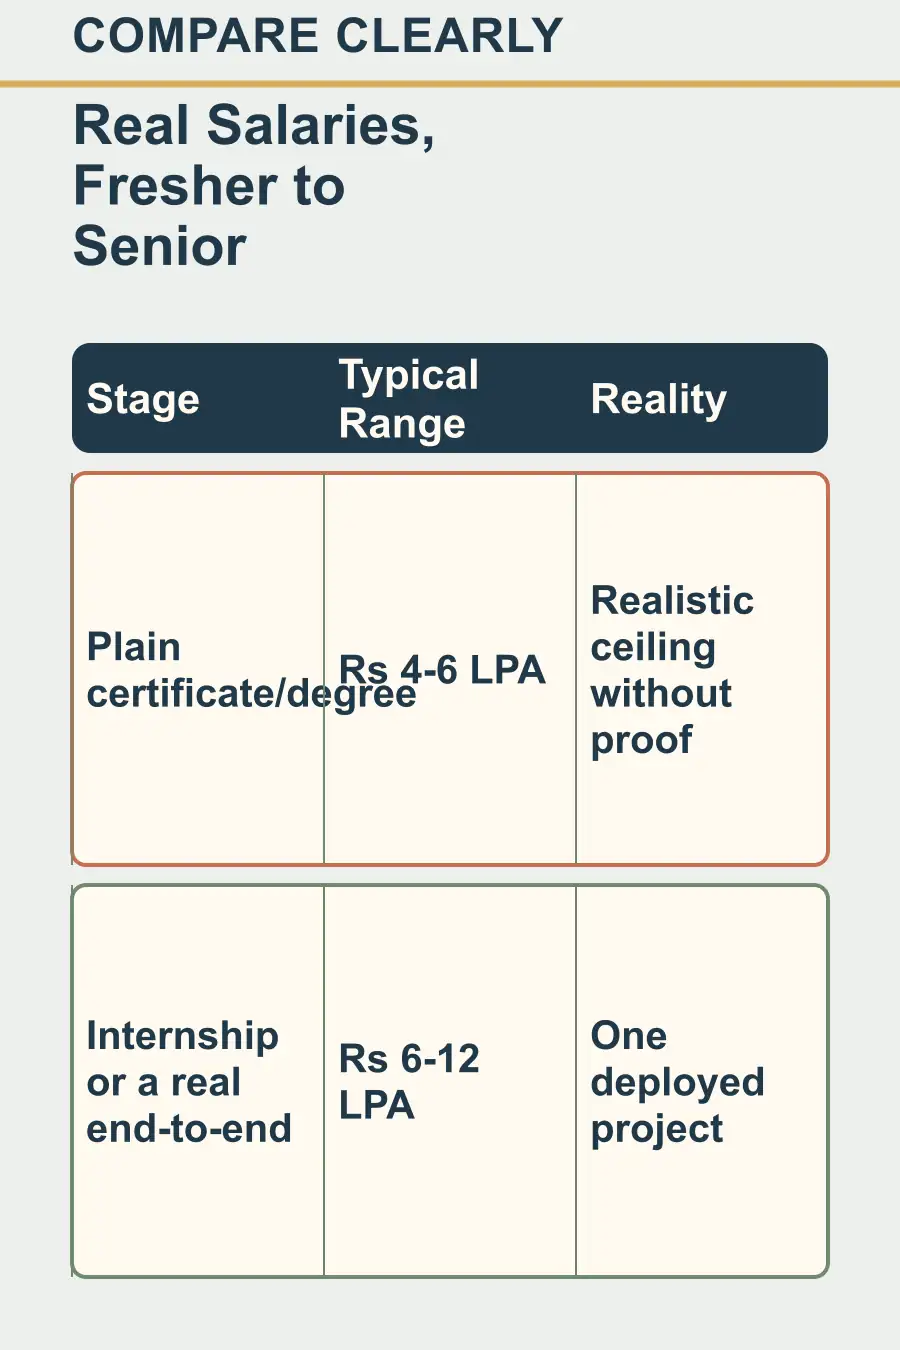 COMPARE CLEARLY
Real Salaries,
Fresher to
Senior
Stage
Typical
Range
Reality
Plain
certificate/degree
Rs 4-6 LPA
Realistic
ceiling
without
proof
Internship
or a real
end-to-end
Rs 6-12
LPA
One
deployed
project